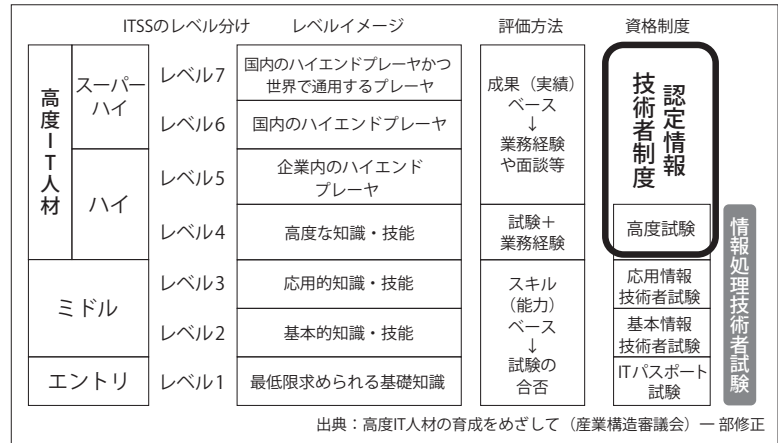 ITSSのレベル分け レベルイメージ 評価方法 資格制度
高度IT人材
スーパー
ハイ
レベル7
国内のハイエンドプレーヤかつ
世界で通用するプレーヤ
レベル6
国内のハイエンドプレーヤ
ハイ
レベル5
企業内のハイエンド
プレーヤ
レベル4
高度な知識・技能
ミドル
レベル3
応用的知識・技能
レベル2
基本的知識・技能
エントリ
レベル1
最低限求められる基礎知識
成果（実績）
ベース
↓
業務経験
や面談等
試験＋
業務経験
スキル
（能力）
ベース
↓
試験の
合否
認定情報
技術者制度
高度試験
応用情報
技術者試験
基本情報
技術者試験
ITパスポート
試験
情報処理技術者試験
出典：高度IT人材の育成をめざして（産業構造審議会）一部修正